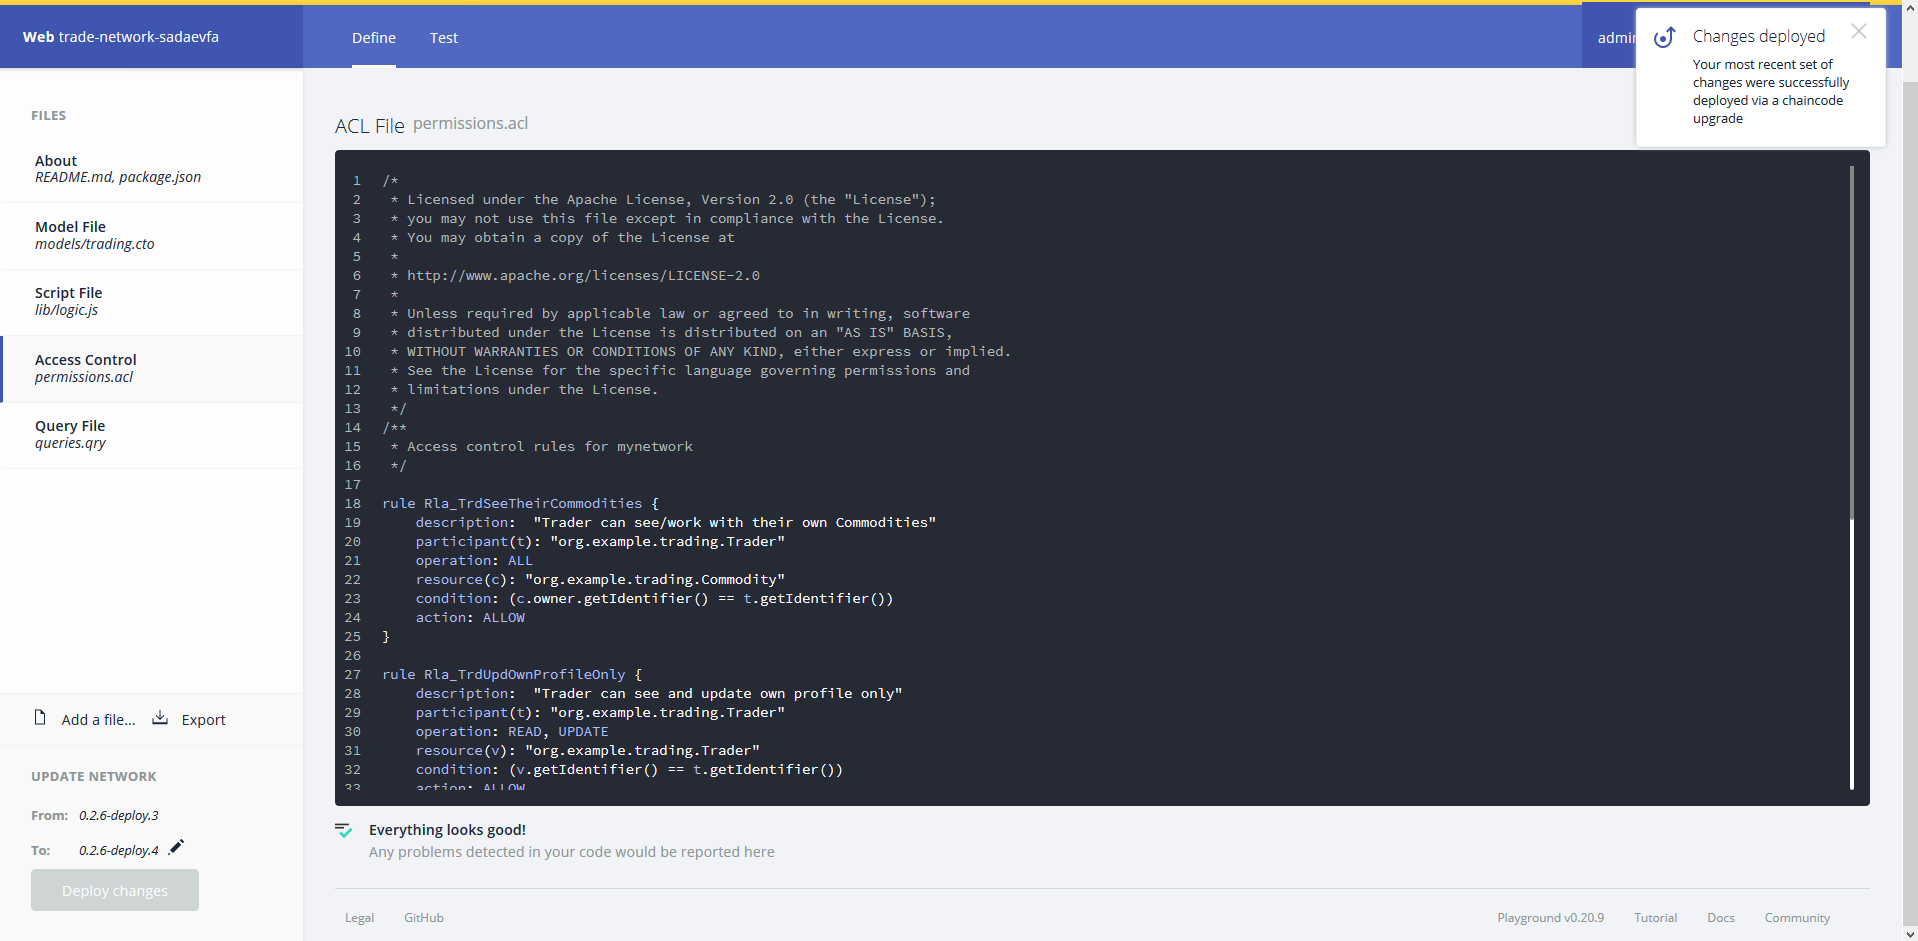 Web trade-network-sadaevfa
Define
Test
admin
Changes deployed
Your most recent set of
changes were successfully
deployed via a chaincode
upgrade
FILES
About
README.md, package.json
Model File
models/trading.cto
Script File
lib/logic.js
Access Control
permissions.acl
Query File
queries.qry
Add a file...
Export
UPDATE NETWORK
From: 0.2.6-deploy.3
To: 0.2.6-deploy.4
Deploy changes
ACL File permissions.acl
1 /*
2 * Licensed under the Apache License, Version 2.0 (the "License");
3 * you may not use this file except in compliance with the License.
4 * You may obtain a copy of the License at
5 *
6 * http://www.apache.org/licenses/LICENSE-2.0
7 *
8 * Unless required by applicable law or agreed to in writing, software
9 * distributed under the License is distributed on an "AS IS" BASIS,
10 * WITHOUT WARRANTIES OR CONDITIONS OF ANY KIND, either express or implied.
11 * See the License for the specific language governing permissions and
12 * limitations under the License.
13 */
14 /**
15 * Access control rules for mynetwork
16 */
17
18 rule Rla_TrdSeeTheirCommodities {
19 description: "Trader can see/work with their own Commodities"
20 participant(t): "org.example.trading.Trader"
21 operation: ALL
22 resource(c): "org.example.trading.Commodity"
23 condition: (c.owner.getIdentifier() == t.getIdentifier())
24 action: ALLOW
25 }
26
27 rule Rla_TrdUpdOwnProfileOnly {
28 description: "Trader can see and update own profile only"
29 participant(t): "org.example.trading.Trader"
30 operation: READ, UPDATE
31 resource(v): "org.example.trading.Trader"
32 condition: (v.getIdentifier() == t.getIdentifier())
33 action: ALLOW
Everything looks good!
Any problems detected in your code would be reported here
Legal
GitHub
Playground v0.20.9
Tutorial
Docs
Community